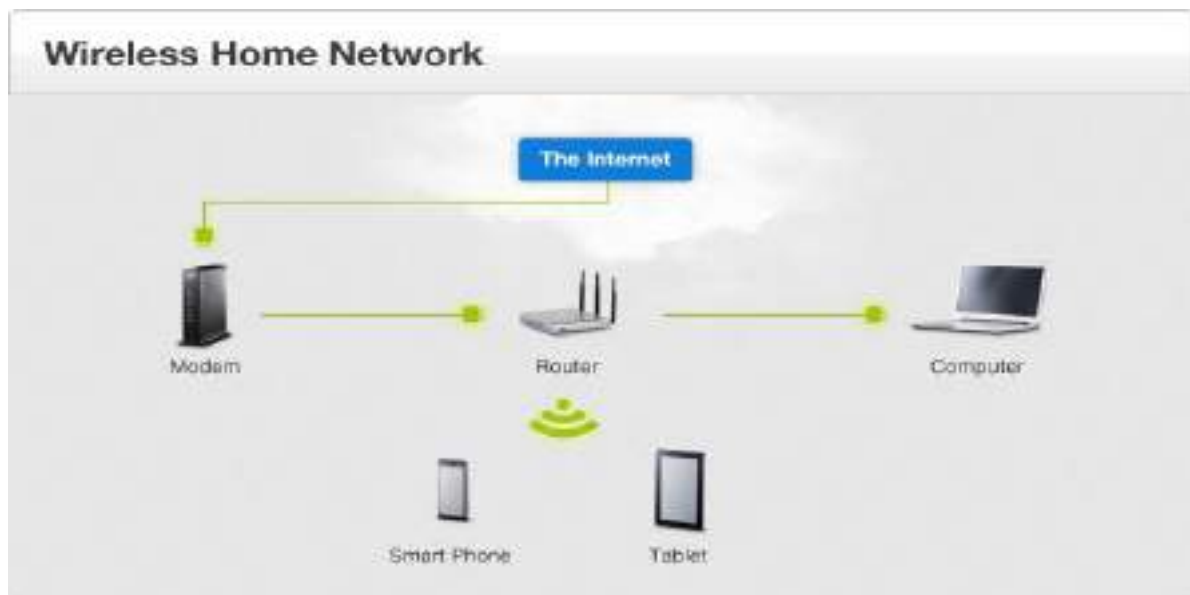 Wireless Home Network
The Internet
Modem
Router
Computer
Smart Phone
Tablet